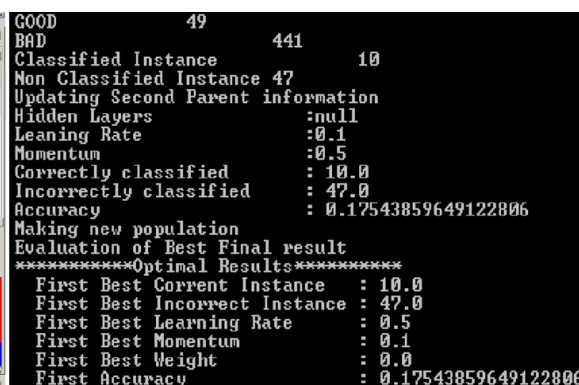 GOOD 49
BAD 441
Classified Instance 10
Non Classified Instance 47
Updating Second Parent information
Hidden Layers :null
Leaning Rate :0.1
Momentum :0.5
Correctly classified : 10.0
Incorrectly classified : 47.0
Accuracy : 0.17543859649122806
Making new population
Evaluation of Best Final result
***********Optimal Results**********
First Best Corrent Instance : 10.0
First Best Incorrect Instance : 47.0
First Best Learning Rate : 0.5
First Best Momentum : 0.1
First Best Weight : 0.0
First Accuracy : 0.17543859649122806